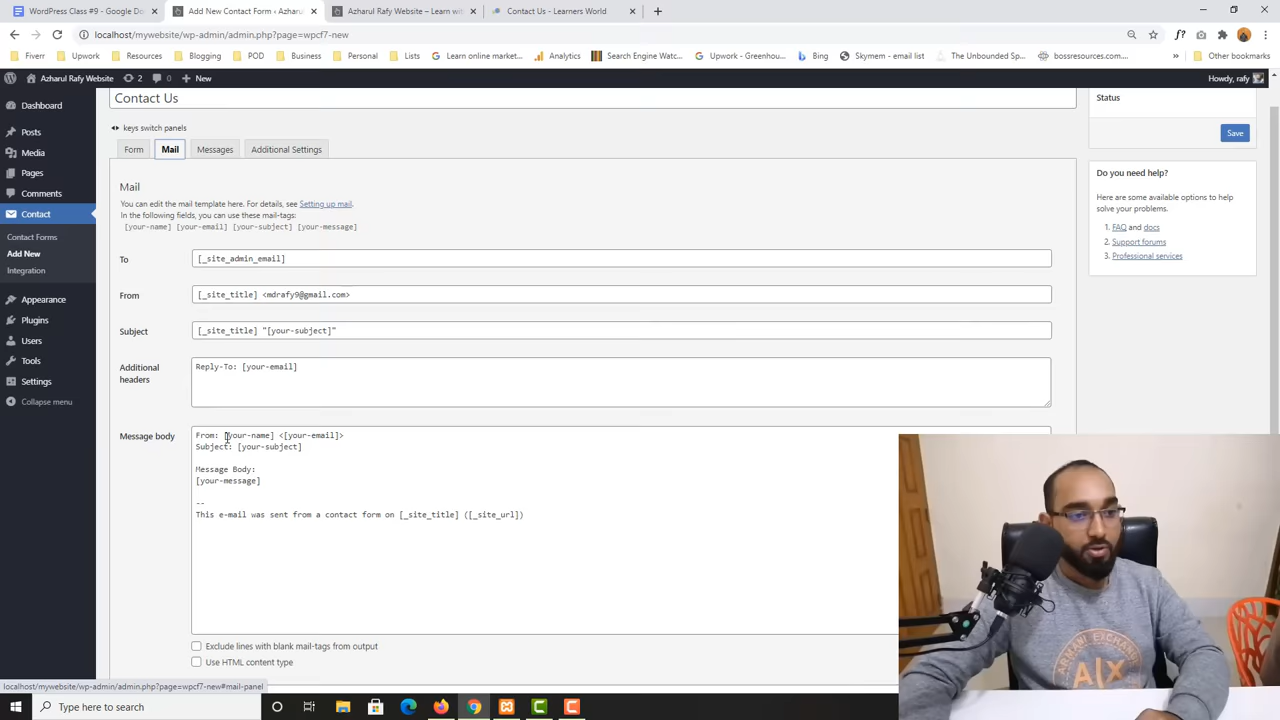 WordPress Class #9 - Google Do
Add New Contact Form ‹ Azharul
Azharul Rafy Website – Learn with
Contact Us - Learners World
localhost/mywebsite/wp-admin/admin.php?page=wpcf7-new
Fiverr
Upwork
Resources
Blogging
POD
Business
Personal
Lists
Learn online market...
Analytics
Search Engine Watc...
Upwork - Greenhou...
Bing
Skymem - email list
The Unbounded Sp...
bossresources.com...
Other bookmarks
Azharul Rafy Website
2
0
New
Howdy, rafy
Dashboard
Posts
Media
Pages
Comments
Contact
Contact Forms
Add New
Integration
Appearance
Plugins
Users
Tools
Settings
Collapse menu
Contact Us
keys switch panels
Form
Mail
Messages
Additional Settings
Mail
You can edit the mail template here. For details, see Setting up mail.
In the following fields, you can use these mail-tags:
[your-name] [your-email] [your-subject] [your-message]
To
[_site_admin_email]
From
[_site_title] <mdrafy9@gmail.com>
Subject
[_site_title] "[your-subject]"
Additional
headers
Reply-To: [your-email]
Message body
From: [your-name] <[your-email]>
Subject: [your-subject]
Message Body:
[your-message]
--
This e-mail was sent from a contact form on [_site_title] ([_site_url])
Exclude lines with blank mail-tags from output
Use HTML content type
Status
Save
Do you need help?
Here are some available options to help
solve your problems.
1. FAQ and docs
2. Support forums
3. Professional services
localhost/mywebsite/wp-admin/admin.php?page=wpcf7-new#mail-panel
Type here to search
ARMANI EXCHANGE
A|X